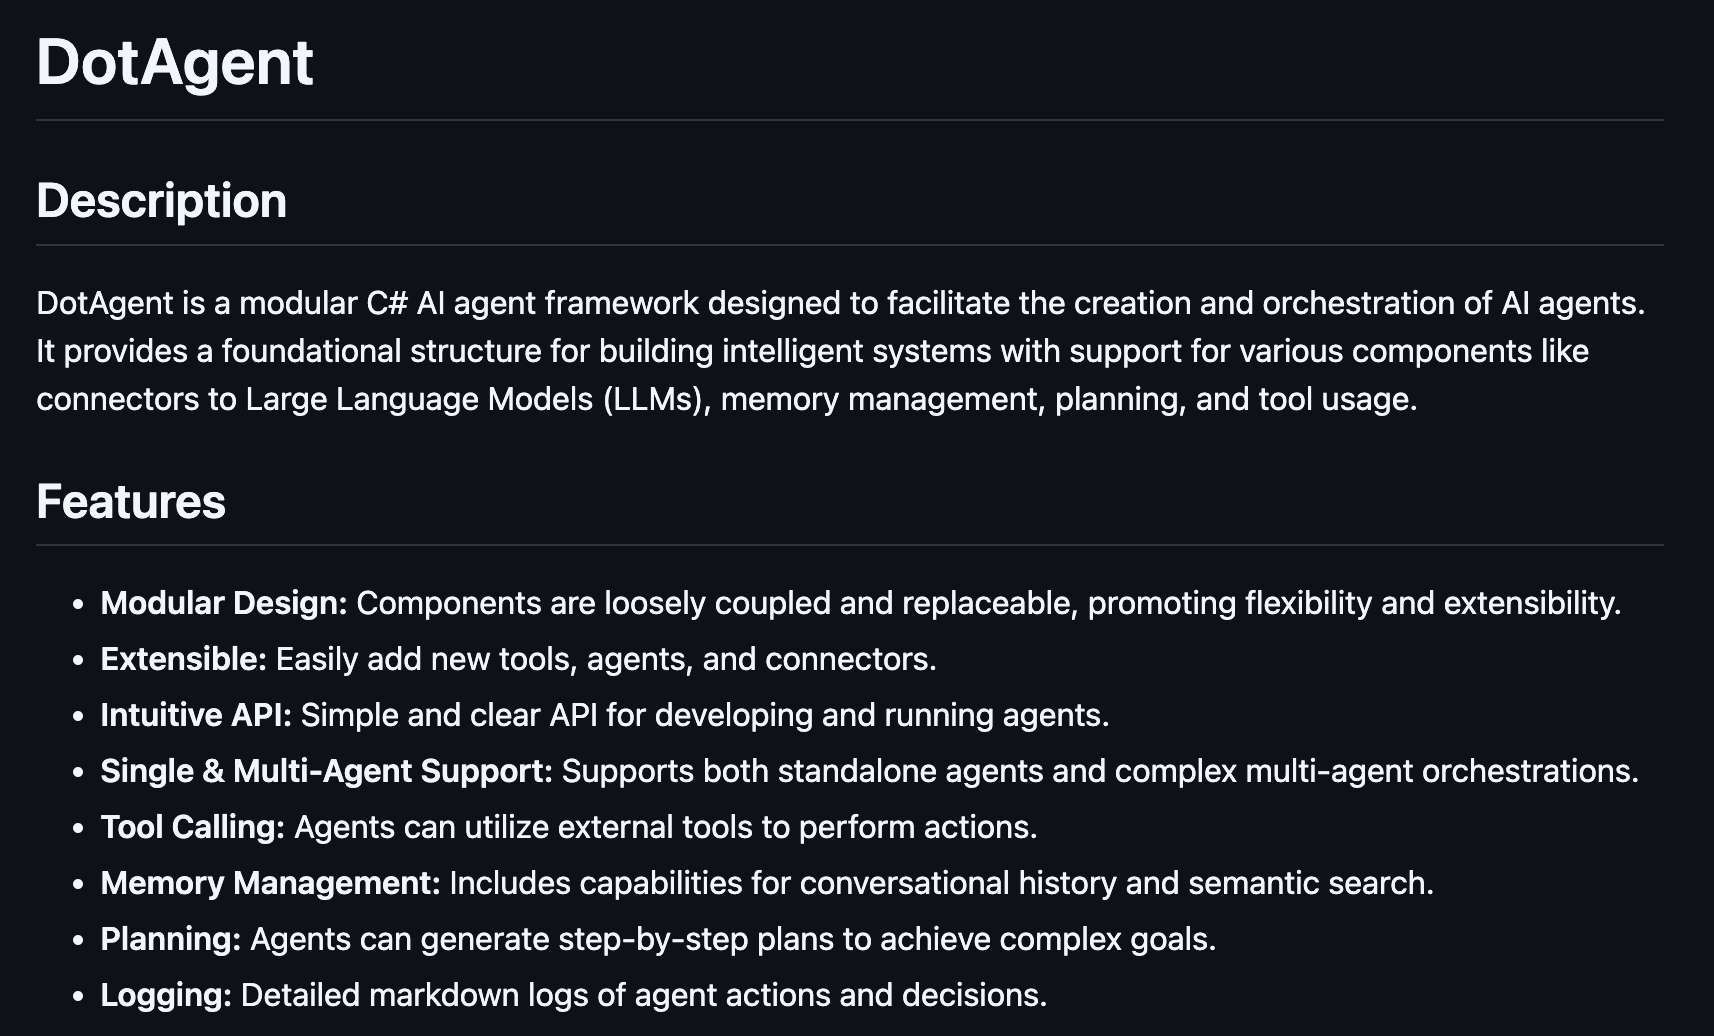 DotAgent
Description
DotAgent is a modular C# AI agent framework designed to facilitate the creation and orchestration of AI agents.
It provides a foundational structure for building intelligent systems with support for various components like
connectors to Large Language Models (LLMs), memory management, planning, and tool usage.
Features
• Modular Design: Components are loosely coupled and replaceable, promoting flexibility and extensibility.
• Extensible: Easily add new tools, agents, and connectors.
• Intuitive API: Simple and clear API for developing and running agents.
• Single & Multi-Agent Support: Supports both standalone agents and complex multi-agent orchestrations.
• Tool Calling: Agents can utilize external tools to perform actions.
• Memory Management: Includes capabilities for conversational history and semantic search.
• Planning: Agents can generate step-by-step plans to achieve complex goals.
• Logging: Detailed markdown logs of agent actions and decisions.